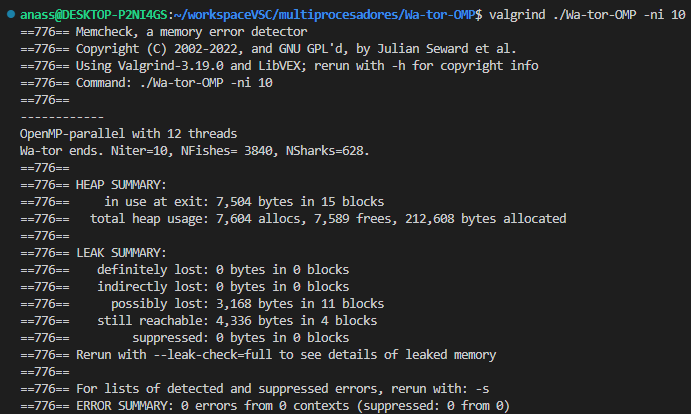 anass@DESKTOP-P2NI4GS:~/workspaceVSC/multiprocesadores/Wa-tor-OMP$ valgrind ./Wa-tor-OMP -ni 10
==776== Memcheck, a memory error detector
==776== Copyright (C) 2002-2022, and GNU GPL'd, by Julian Seward et al.
==776== Using Valgrind-3.19.0 and LibVEX; rerun with -h for copyright info
==776== Command: ./Wa-tor-OMP -ni 10
==776==
------------
OpenMP-parallel with 12 threads
Wa-tor ends. Niter=10, NFishes= 3840, NSharks=628.
==776==
==776== HEAP SUMMARY:
==776==     in use at exit: 7,504 bytes in 15 blocks
==776==   total heap usage: 7,604 allocs, 7,589 frees, 212,608 bytes allocated
==776==
==776== LEAK SUMMARY:
==776==    definitely lost: 0 bytes in 0 blocks
==776==    indirectly lost: 0 bytes in 0 blocks
==776==      possibly lost: 3,168 bytes in 11 blocks
==776==    still reachable: 4,336 bytes in 4 blocks
==776==         suppressed: 0 bytes in 0 blocks
==776== Rerun with --leak-check=full to see details of leaked memory
==776==
==776== For lists of detected and suppressed errors, rerun with: -s
==776== ERROR SUMMARY: 0 errors from 0 contexts (suppressed: 0 from 0)